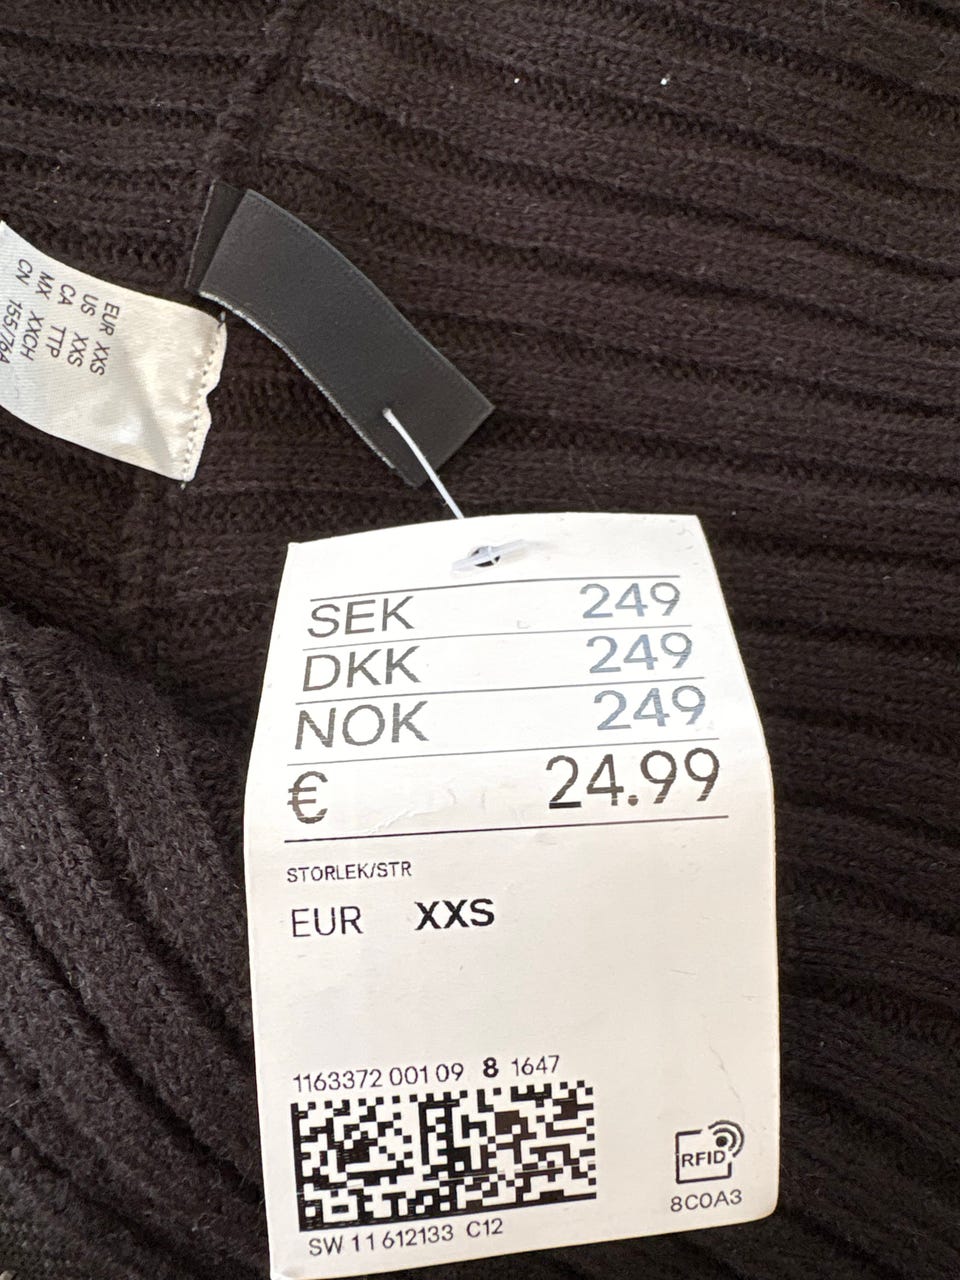 EUR XXS
US XXS
CA TTP
MX XXCH
CN 155/76A
SEK 249
DKK 249
NOK 249
€ 24.99
STORLEK/STR
EUR XXS
1163372 001 09 8 1647
RFID
8C0A3
SW 11 612133 C12